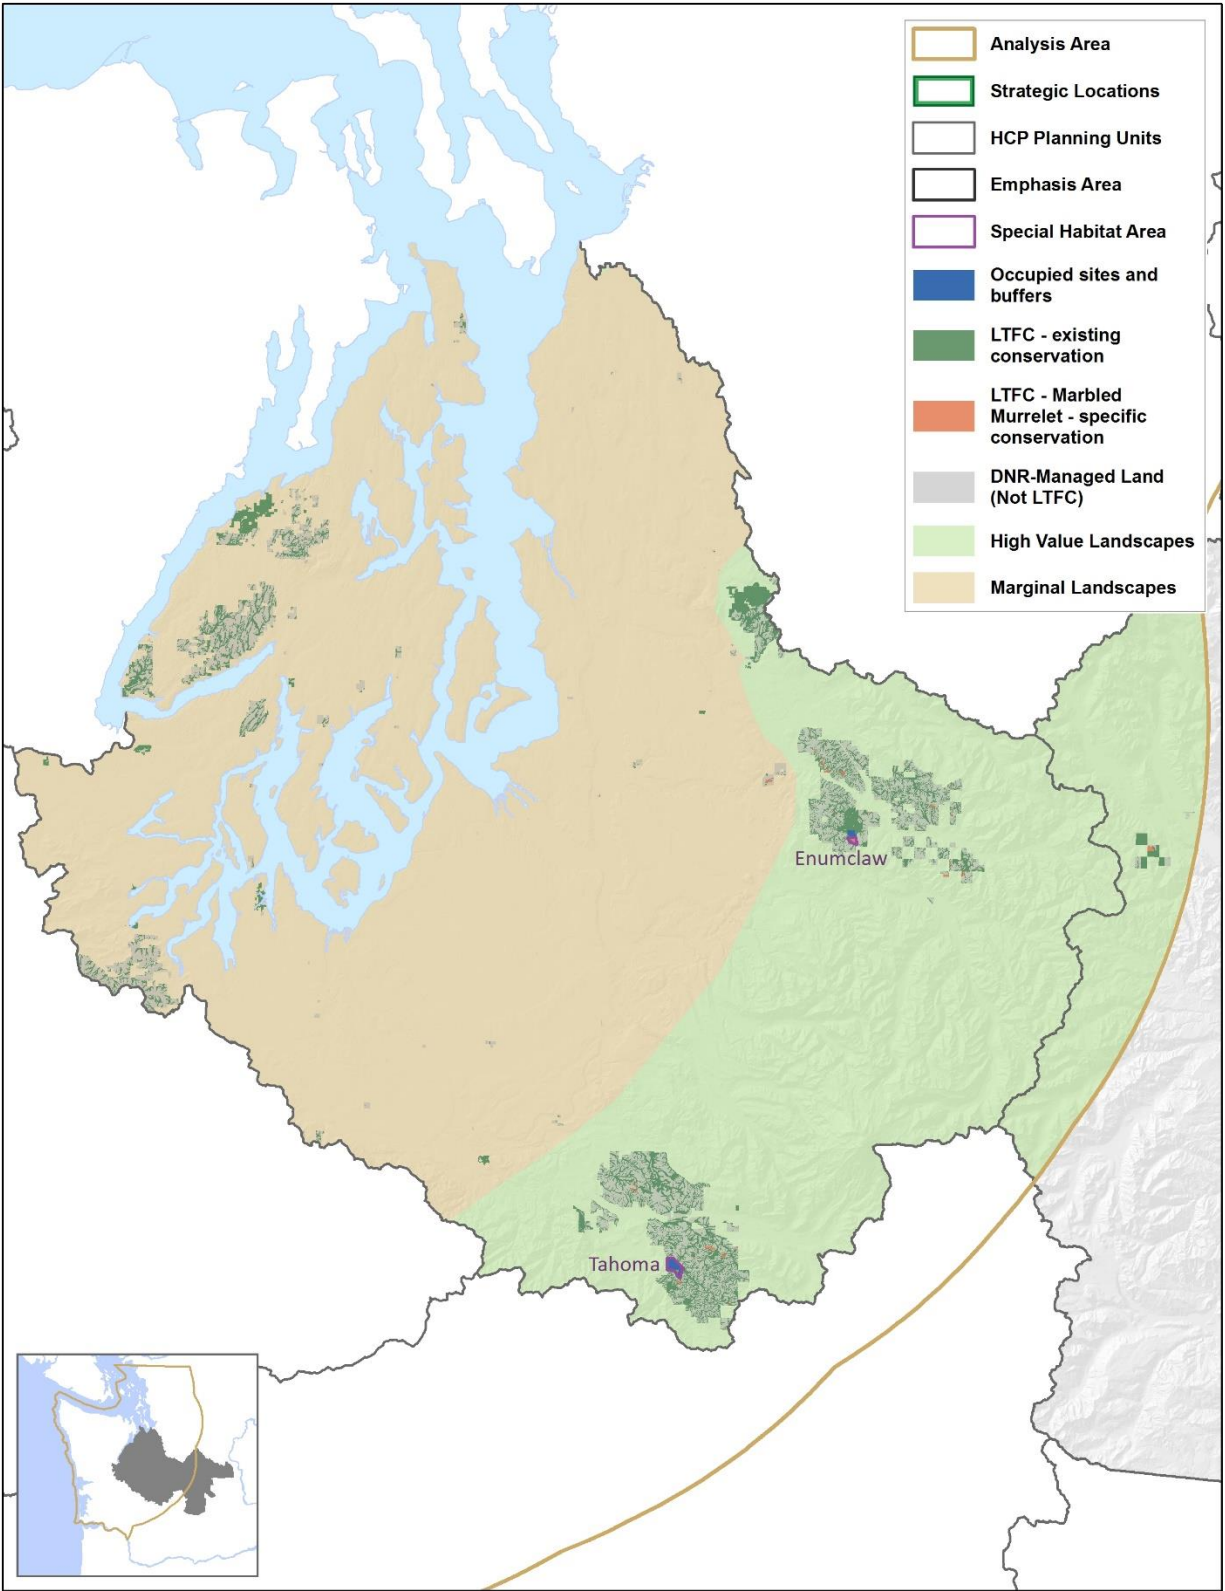 Analysis Area
Strategic Locations
HCP Planning Units
Emphasis Area
Special Habitat Area
Occupied sites and
buffers
LTFC - existing
conservation
LTFC - Marbled
Murrelet - specific
conservation
DNR-Managed Land
(Not LTFC)
High Value Landscapes
Marginal Landscapes
Enumclaw
Tahoma